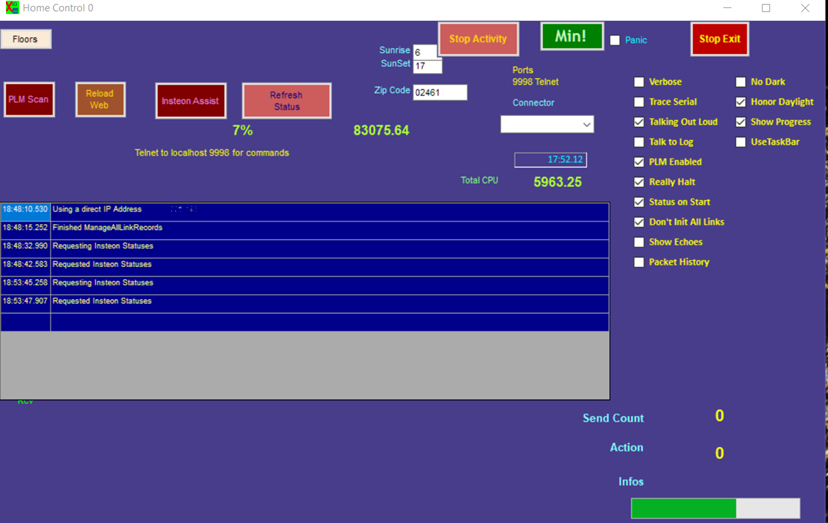 Home Control 0
Floors
Sunrise 6
SunSet 17
Stop Activity
Min!
Panic
Stop Exit
PLM Scan
Reload Web
Insteon Assist
Refresh Status
Zip Code 02461
Ports
9998 Telnet
Connector
7%
83075.64
Telnet to localhost 9998 for commands
17:52.12
Total CPU 5963.25
Verbose
Trace Serial
Talking Out Loud
Talk to Log
PLM Enabled
Really Halt
Status on Start
Don't Init All Links
Show Echoes
Packet History
No Dark
Honor Daylight
Show Progress
UseTaskBar
18:48:10.530 Using a direct IP Address
18:48:15.252 Finished ManageAllLinkRecords
18:48:32.990 Requesting Insteon Statuses
18:48:42.583 Requested Insteon Statuses
18:53:45.258 Requesting Insteon Statuses
18:53:47.907 Requested Insteon Statuses
Send Count 0
Action 0
Infos